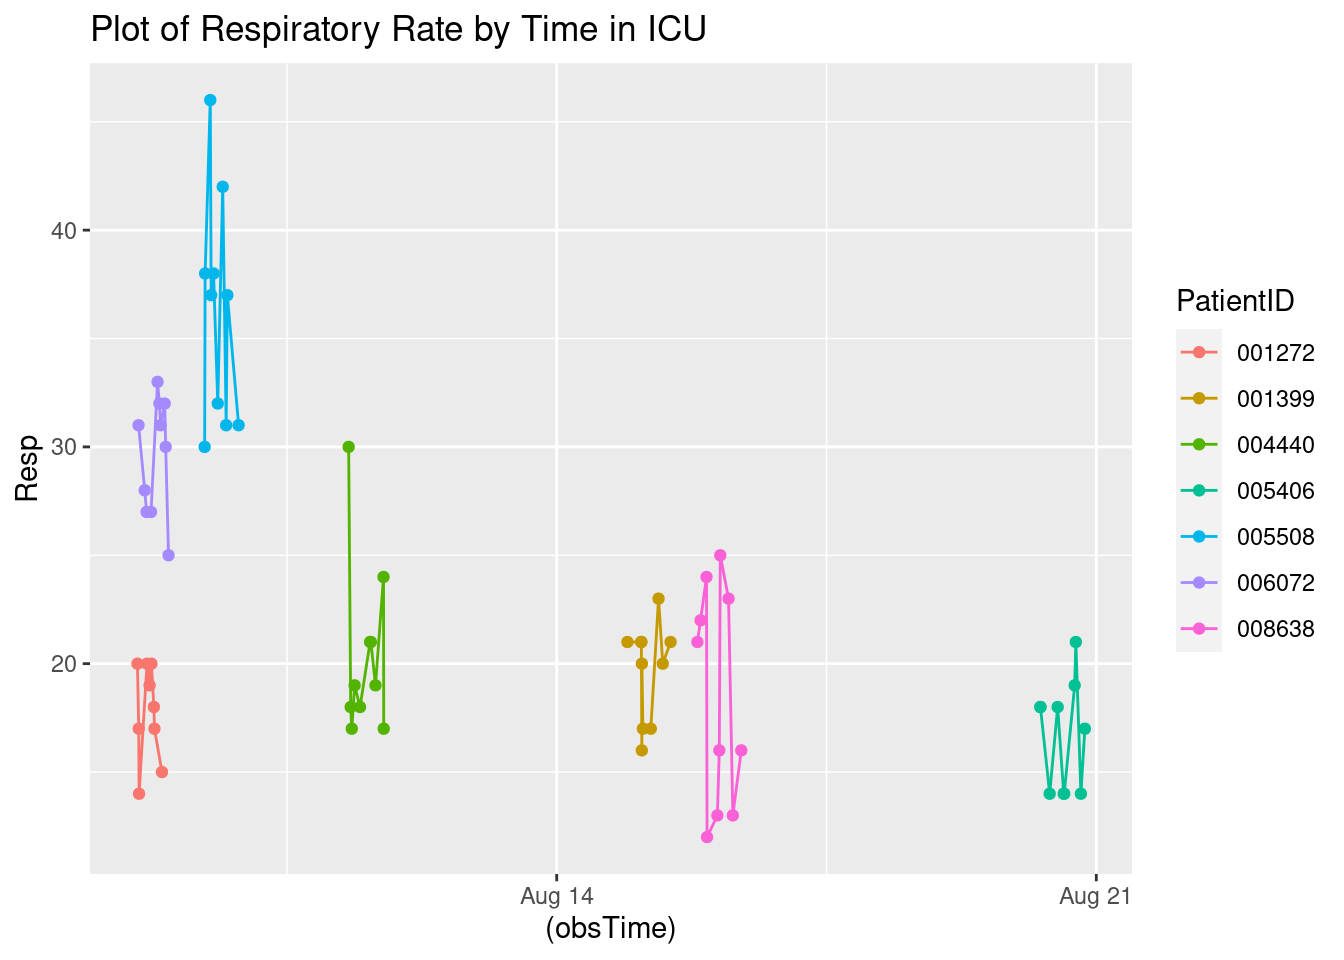 Plot of Respiratory Rate by Time in ICU
40
30
20
Resp
Aug 14
Aug 21
(obsTime)
PatientID
001272
001399
004440
005406
005508
006072
008638